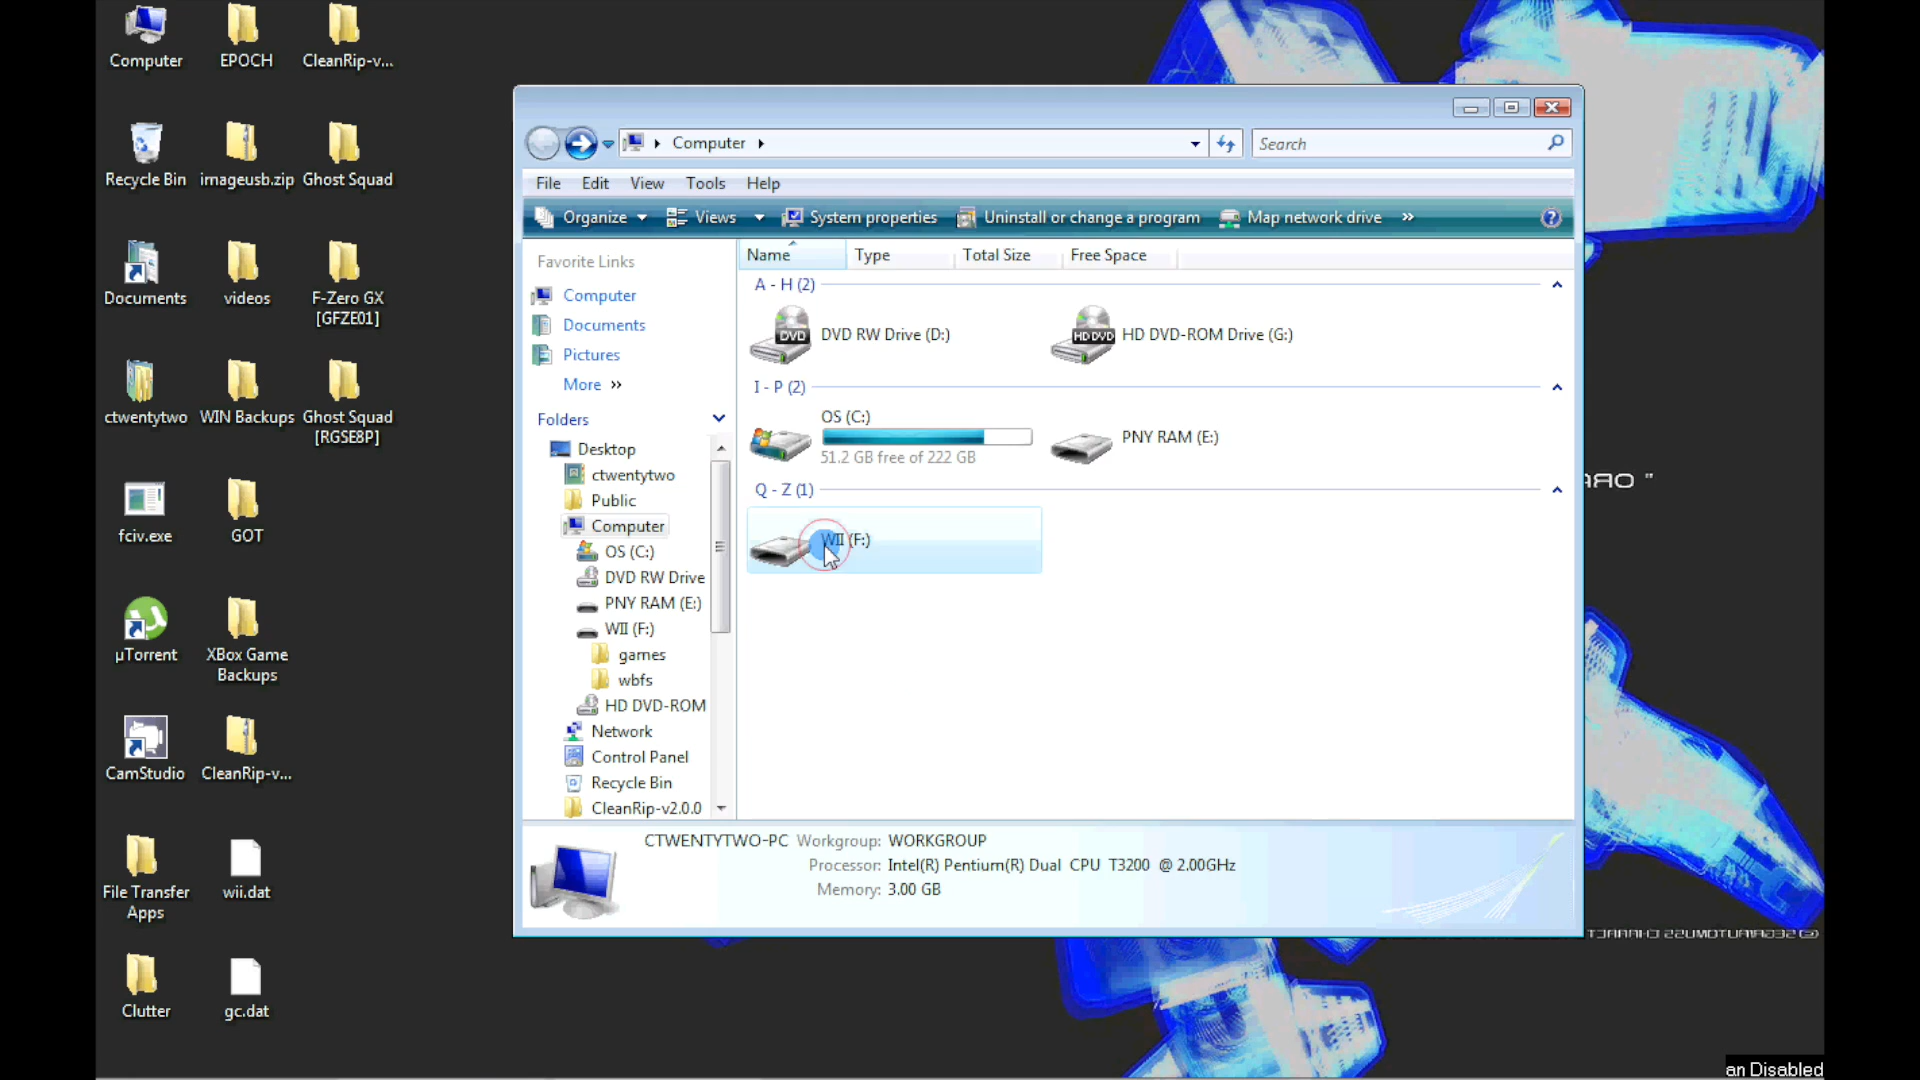 Computer
EPOCH
CleanRip-v...
Recycle Bin
imageusb.zip
Ghost Squad
Documents
videos
F-Zero GX
[GFZE01]
ctwentytwo
WIN Backups
Ghost Squad
[RGSE8P]
fciv.exe
GOT
µTorrent
XBox Game
Backups
CamStudio
CleanRip-v...
File Transfer
Apps
wii.dat
Clutter
gc.dat
Computer
Search
File Edit View Tools Help
Organize Views System properties Uninstall or change a program Map network drive »
Favorite Links
Computer
Documents
Pictures
More »
Folders
Desktop
ctwentytwo
Public
Computer
OS (C:)
DVD RW Drive
PNY RAM (E:)
WII (F:)
games
wbfs
HD DVD-ROM
Network
Control Panel
Recycle Bin
CleanRip-v2.0.0
Name Type Total Size Free Space
A - H (2)
DVD
DVD RW Drive (D:)
HD DVD
HD DVD-ROM Drive (G:)
I - P (2)
OS (C:)
51.2 GB free of 222 GB
PNY RAM (E:)
Q - Z (1)
WII (F:)
CTWENTYTWO-PC Workgroup: WORKGROUP
Processor: Intel(R) Pentium(R) Dual CPU T3200 @ 2.00GHz
Memory: 3.00 GB
an Disabled